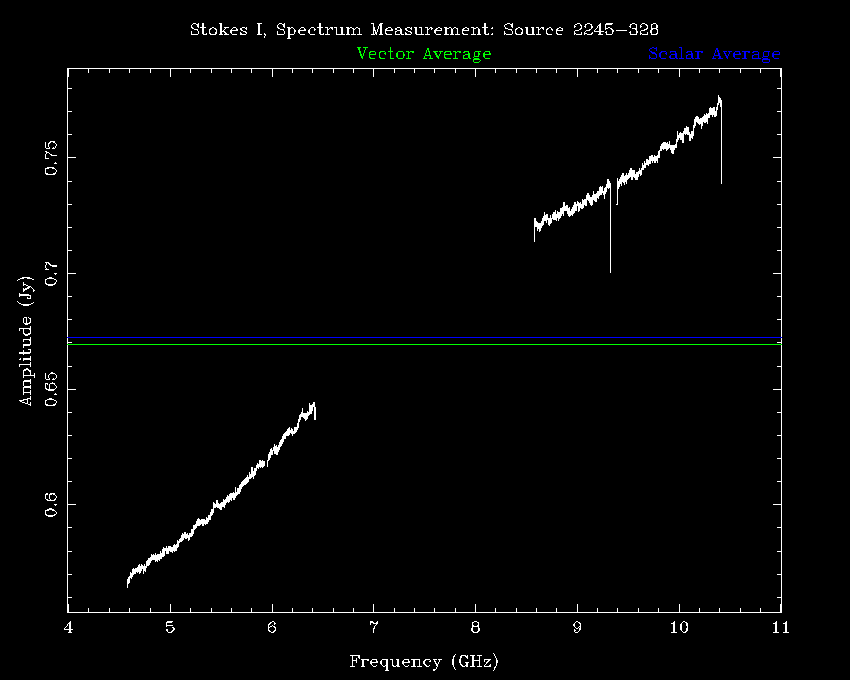 Stokes I, Spectrum Measurement: Source 2245-328
Vector Average Scalar Average
0.75
0.7
0.65
0.6
Amplitude (Jy)
4 5 6 7 8 9 10 11
Frequency (GHz)